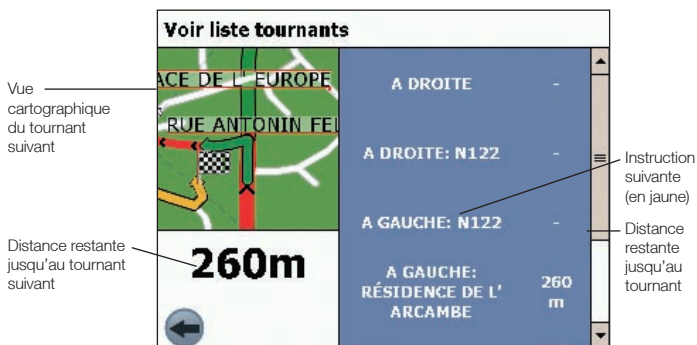 Voir liste tournants
Vue
cartographique
du tournant
suivant
ACE DE L' EUROPE
RUE ANTONIN FEL
Distance restante
jusqu'au tournant
suivant
260m
A DROITE -
A DROITE: N122 -
A GAUCHE: N122 -
A GAUCHE:
RÉSIDENCE DE L'
ARCAMBE
260
m
Instruction
suivante
(en jaune)
Distance
restante
jusqu'au
tournant